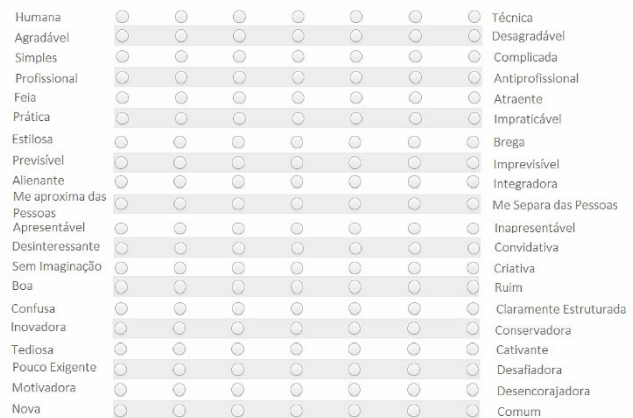 Humana Técnica
Agradável Desagradável
Simples Complicada
Profissional Antiprofissional
Feia Atraente
Prática Impraticável
Estilosa Brega
Previsível Imprevisível
Alienante Integradora
Me aproxima das
Pessoas Me Separa das Pessoas
Apresentável Inapresentável
Desinteressante Convidativa
Sem Imaginação Criativa
Boa Ruim
Confusa Claramente Estruturada
Inovadora Conservadora
Tediosa Cativante
Pouco Exigente Desafiadora
Motivadora Desencorajadora
Nova Comum